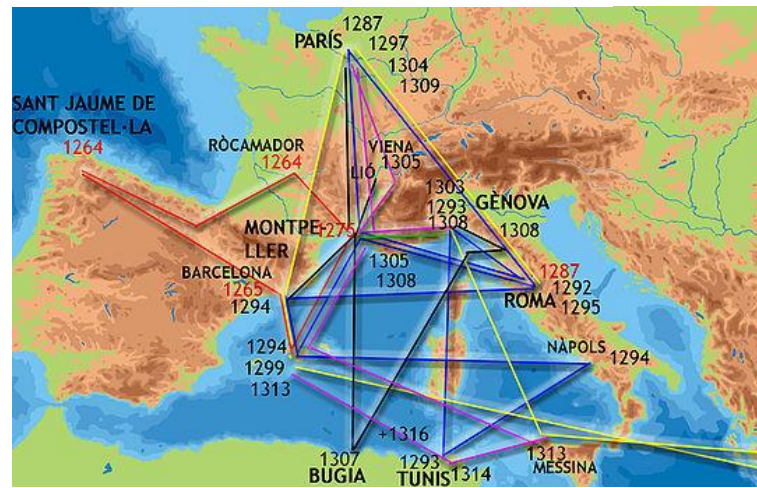 1287
PARÍS
1297
1304
1309
SANT JAUME DE
COMPOSTEL·LA
1264
RÒCAMADOR
1264
VIENA
1305
LIÓ
1303
1293
1308
GÈNOVA
1308
MONTPE-
LLER
1275
1305
1308
BARCELONA
1265
1294
1287
1292
ROMA
1295
1294
1299
1313
NÀPOLS 1294
+1316
1307
BUGIA
1293
TUNIS
1314
1313
MESSINA